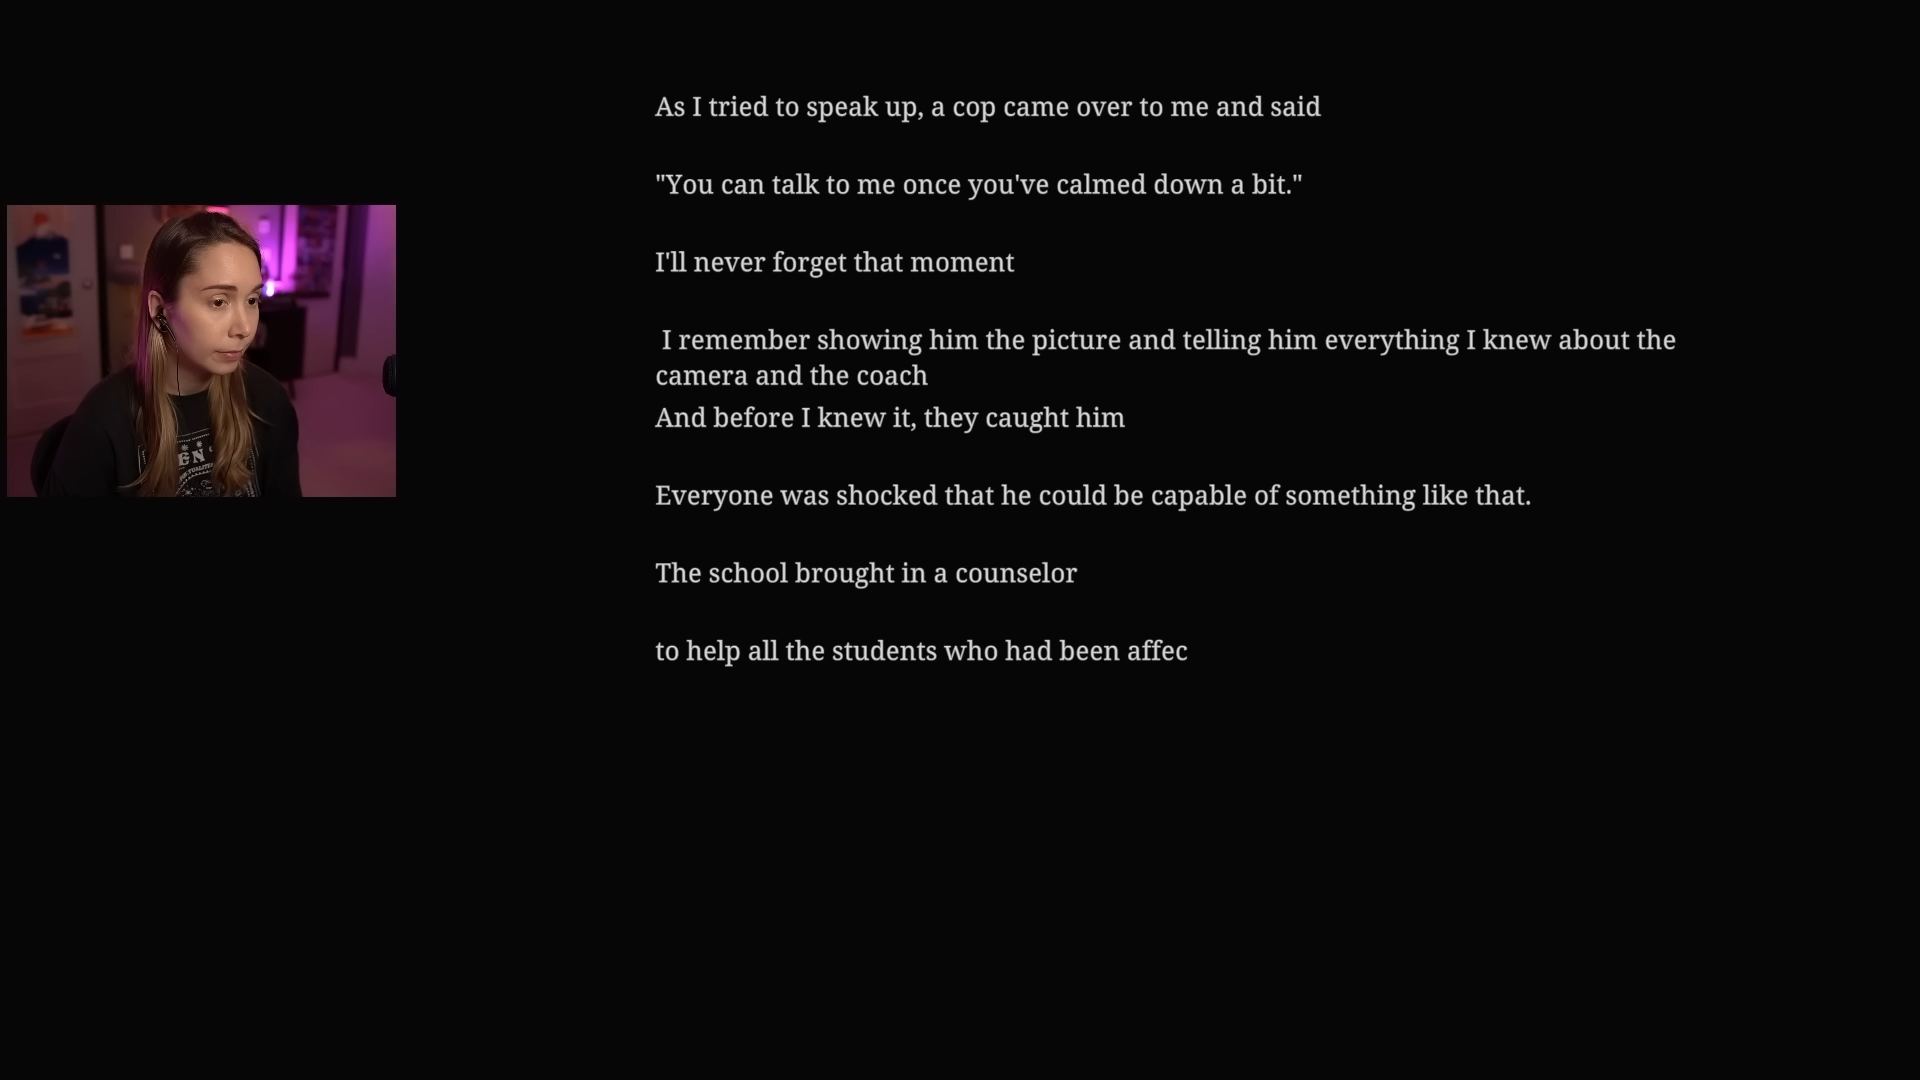 As I tried to speak up, a cop came over to me and said
"You can talk to me once you've calmed down a bit."
I'll never forget that moment
I remember showing him the picture and telling him everything I knew about the
camera and the coach
And before I knew it, they caught him
Everyone was shocked that he could be capable of something like that.
The school brought in a counselor
to help all the students who had been affec